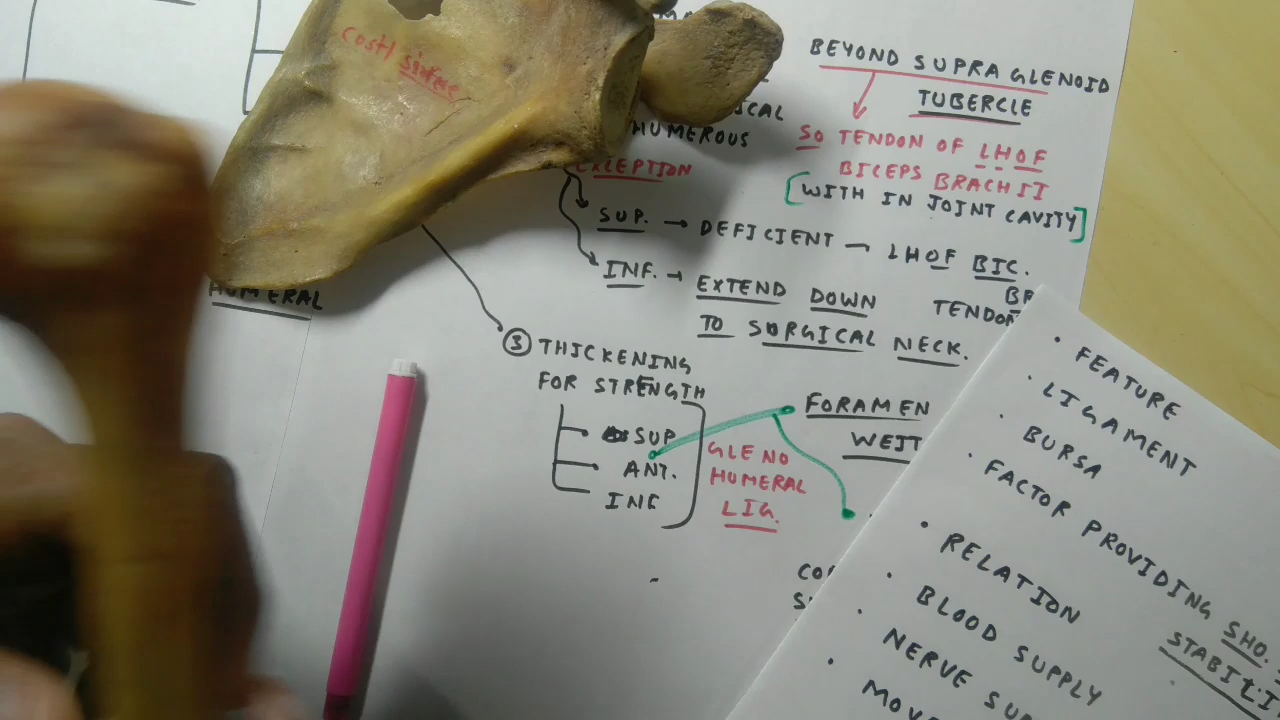 COSTL SURFACE
BEYOND SUPRA GLENOID
TUBERCLE
SO TENDON OF LHOF
BICEPS BRACHII
[WITH IN JOINT CAVITY]
HUMEROUS
EXCEPTION
SUP. → DEFICIENT — LHOF BIC.
TENDON
INF. → EXTEND DOWN
TO SURGICAL NECK.
HUMERAL
③ THICKENING
FOR STRENGTH
SUP
ANT.
INF
GLENO
HUMERAL
LIG.
FORAMEN
WEIT
• FEATURE
• LIGAMENT
• BURSA
• FACTOR PROVIDING SHO.
STABILI
• RELATION
• BLOOD SUPPLY
• NERVE SUP
• MOV